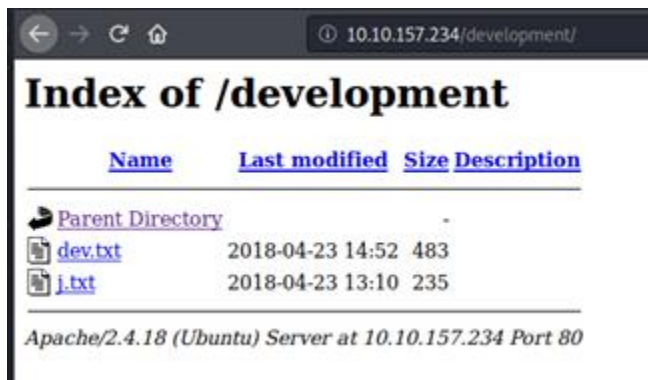 10.10.157.234/development/
Index of /development
Name Last modified Size Description
Parent Directory -
dev.txt 2018-04-23 14:52 483
j.txt 2018-04-23 13:10 235
Apache/2.4.18 (Ubuntu) Server at 10.10.157.234 Port 80